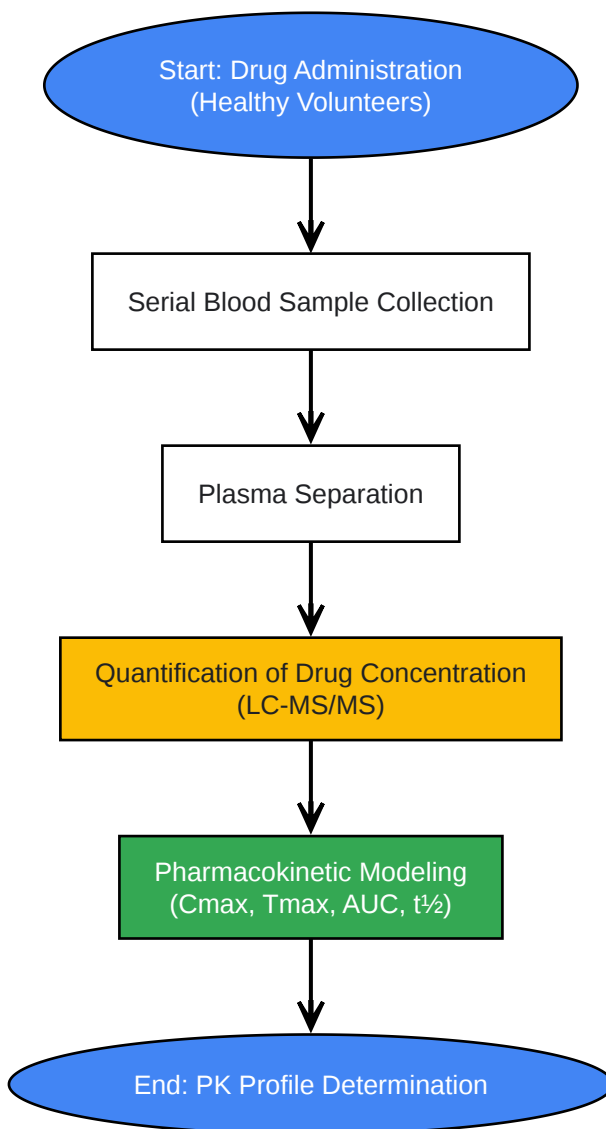 Start: Drug Administration
(Healthy Volunteers)
Serial Blood Sample Collection
Plasma Separation
Quantification of Drug Concentration
(LC-MS/MS)
Pharmacokinetic Modeling
(Cmax, Tmax, AUC, t½)
End: PK Profile Determination